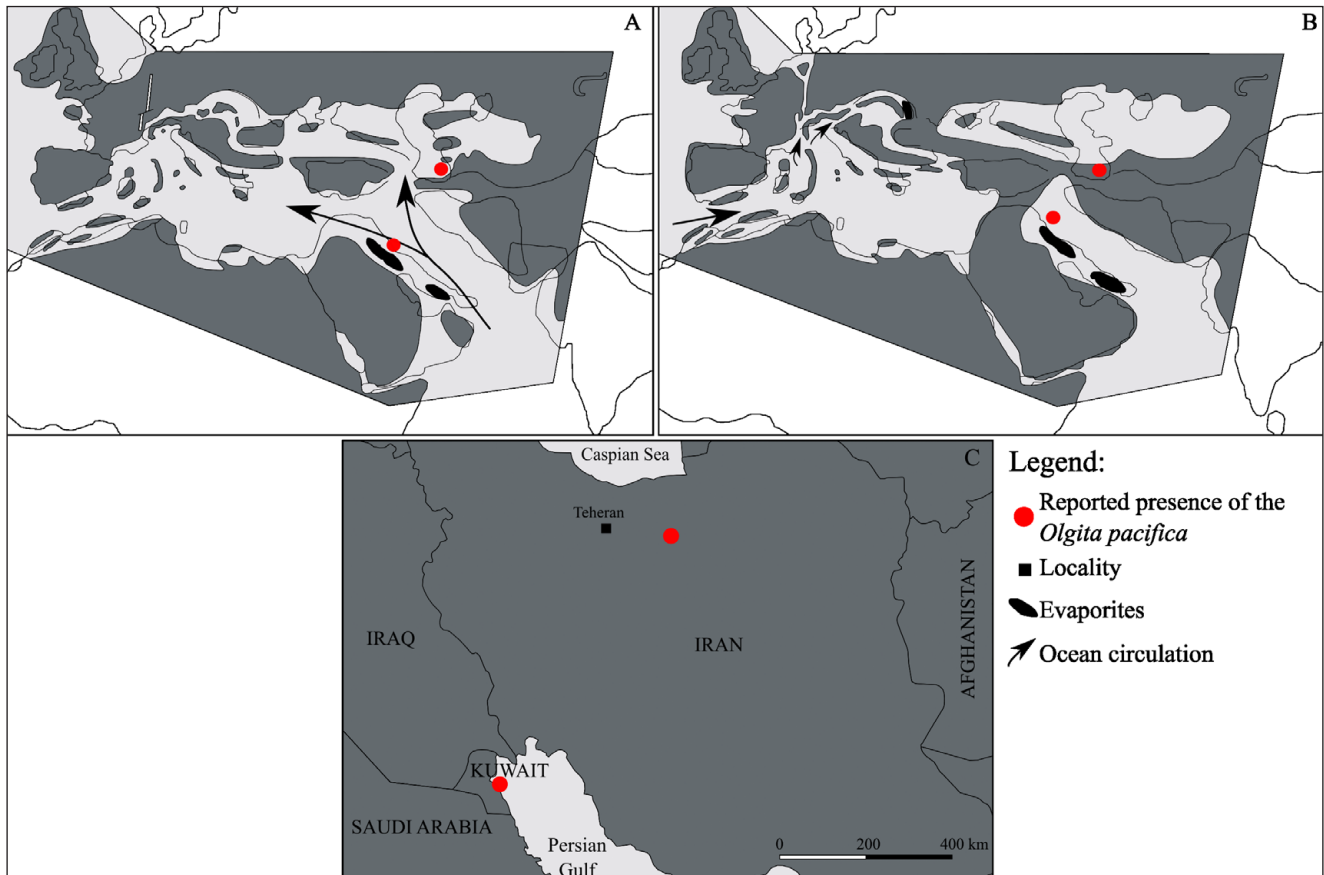 A
B
Caspian Sea
C
Teheran
IRAQ
IRAN
AFGHANISTAN
KUWAIT
SAUDI ARABIA
Persian
Gulf
0 200 400 km
Legend:
Reported presence of the
Olgita pacifica
Locality
Evaporites
Ocean circulation